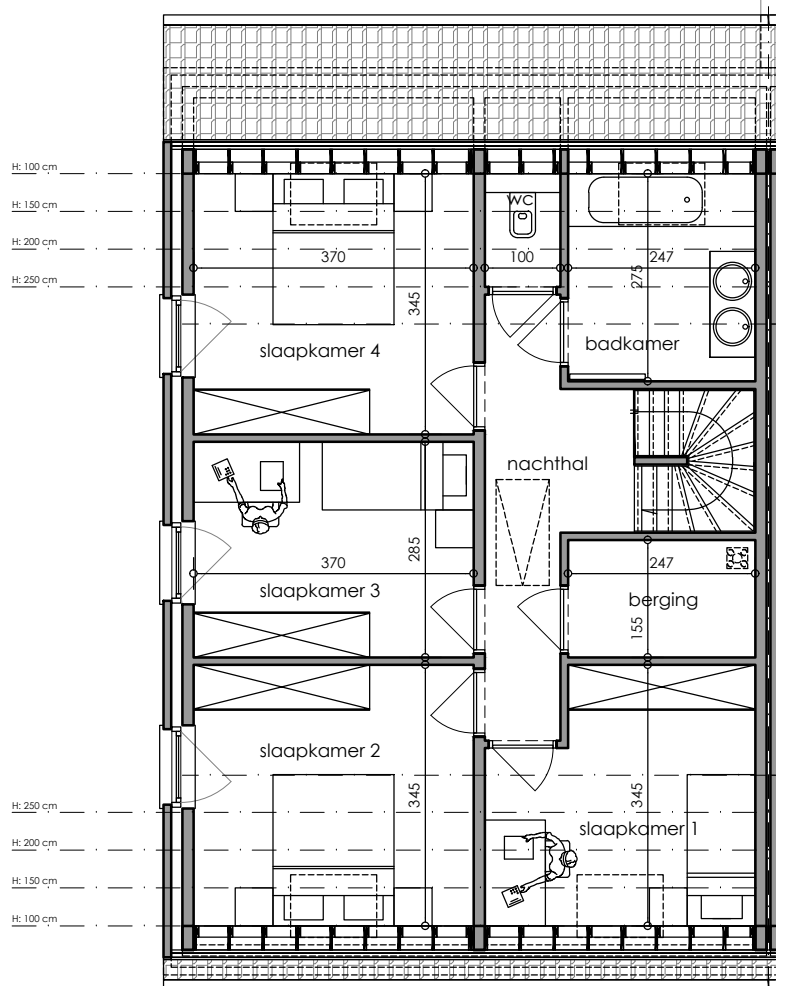 H: 100 cm
WC
H: 150 cm
H: 200 cm
370
100
247
275
H: 250 cm
345
badkamer
slaapkamer 4
nachthal
285
370
247
slaapkamer 3
berging
155
slaapkamer 2
345
345
H: 250 cm
slaapkamer 1
H: 200 cm
H: 150 cm
H: 100 cm